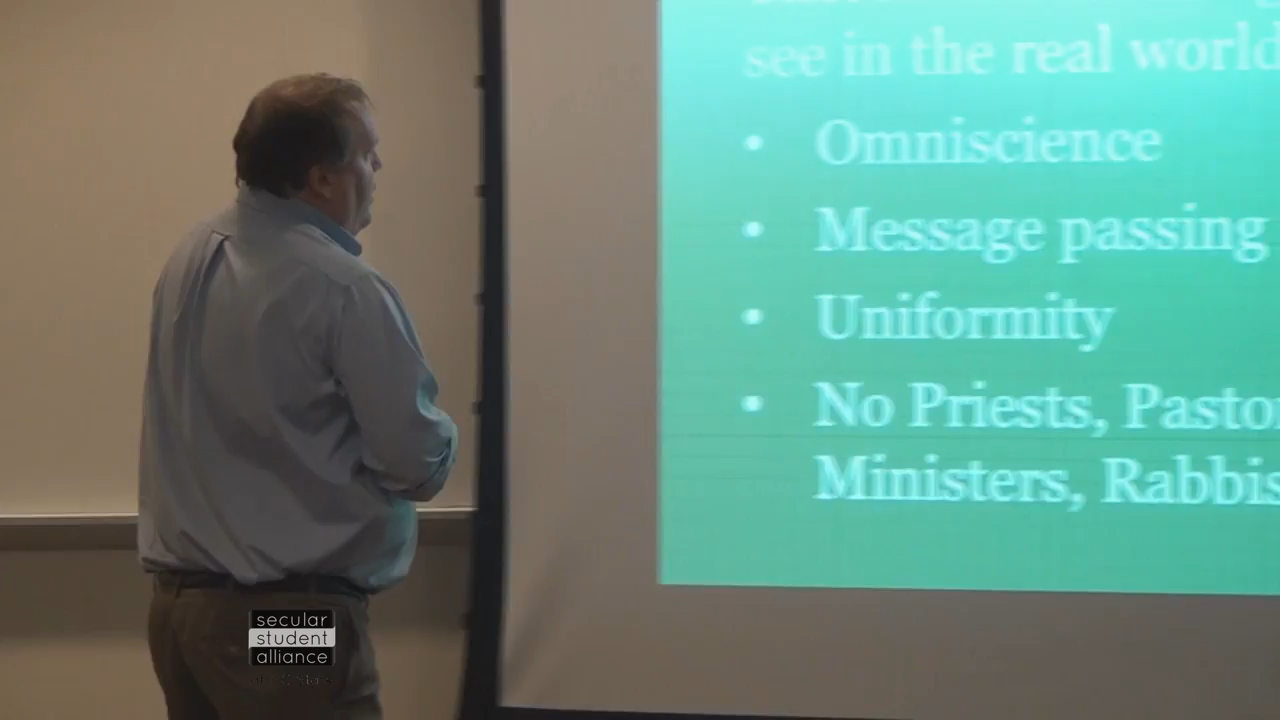 see in the real world
• Omniscience
• Message passing
• Uniformity
• No Priests, Pastor
Ministers, Rabbis
secular
student
alliance